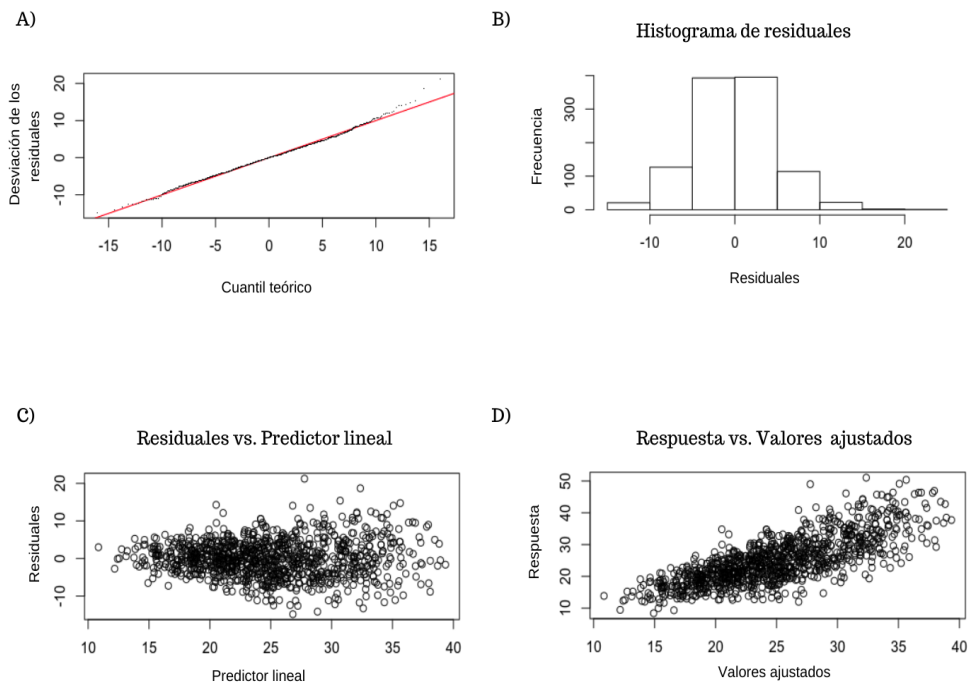 A)
Desviación de los
residuales
20
10
0
-10
-15
-10
-5
0
5
10
15
Cuantil teórico
B)
Histograma de residuales
Frecuencia
300
100
0
-10
0
10
20
Residuales
C)
Residuales vs. Predictor lineal
Residuales
20
10
0
-10
10
15
20
25
30
35
40
Predictor lineal
D)
Respuesta vs. Valores ajustados
Respuesta
50
40
30
20
10
10
15
20
25
30
35
40
Valores ajustados